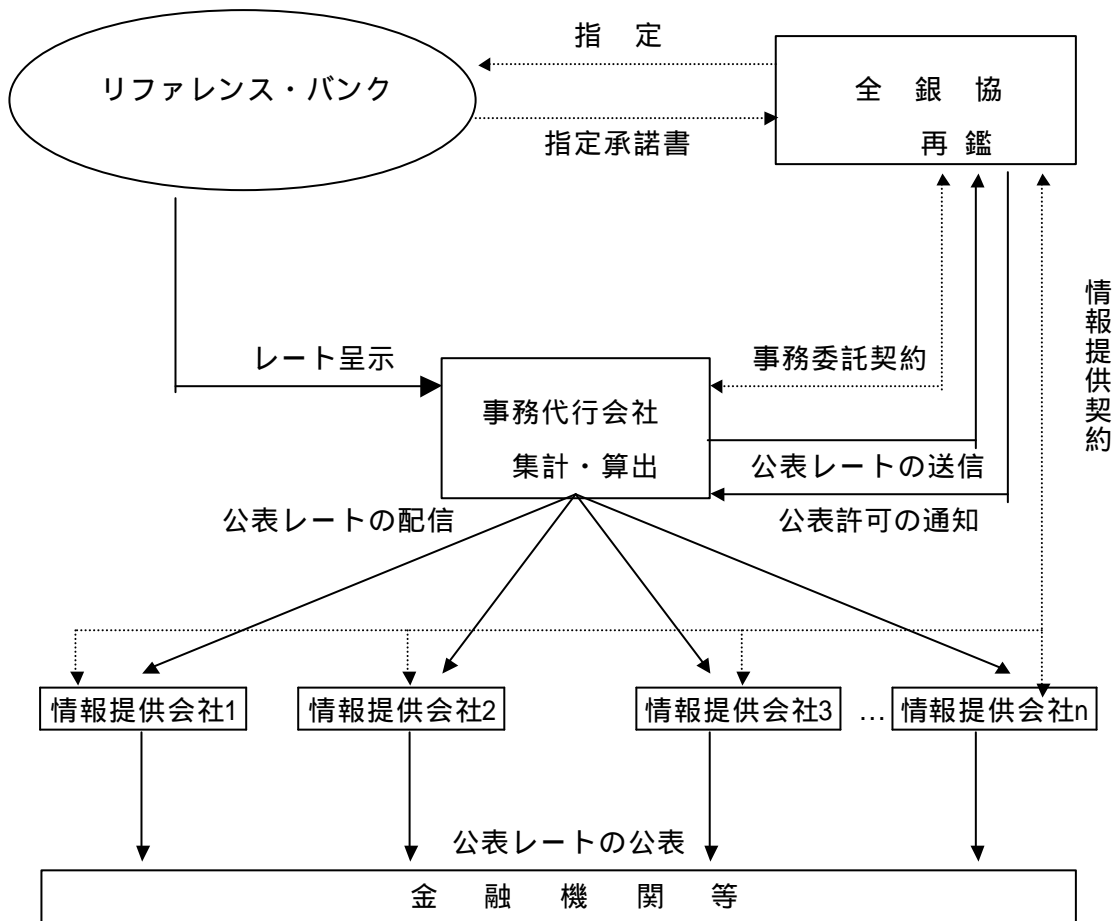 指 定
リファレンス・バンク
全 銀 協
再 鑑
指定承諾書
情報提供契約
レート呈示
事務委託契約
事務代行会社
集計・算出
公表レートの送信
公表レートの配信
公表許可の通知
情報提供会社1
情報提供会社2
情報提供会社3
…
情報提供会社n
公表レートの公表
金 融 機 関 等